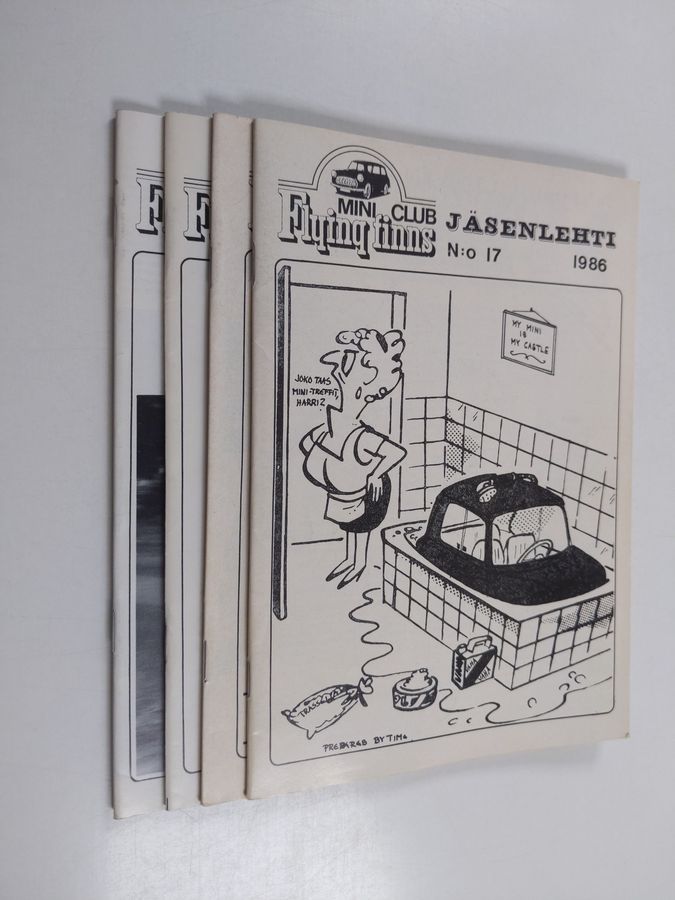 MINI CLUB
Flying finns
JÄSENLEHTI
N:o 17 1986
MY MINI
IS
MY CASTLE
JOKO TAAS
MINI-TREFFIT,
HARRI?
BY TIMO
F
F